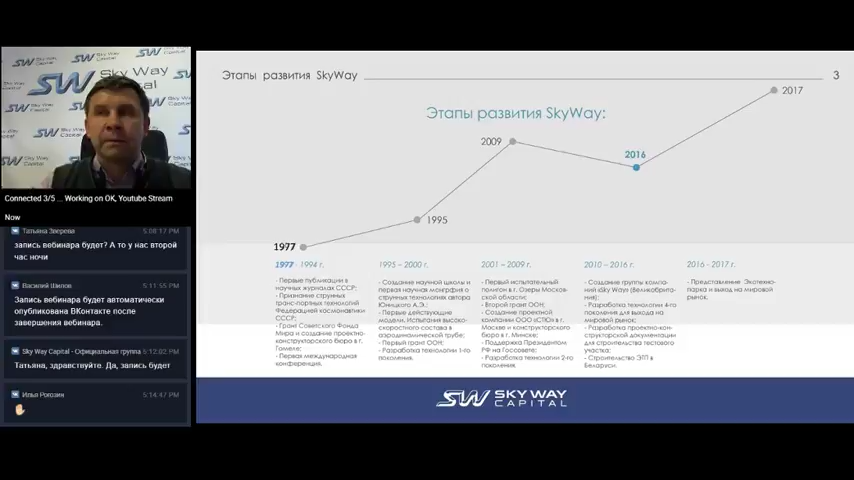 Sky Way
Capital
Connected 3/5 ... Working on OK, Youtube Stream
Now
Татьяна Зверева 5:08:17 PM
запись вебинара будет? А то у нас второй
час ночи
Василий Шилов 5:11:55 PM
Запись вебинара будет автоматически
опубликована ВКонтакте после
завершения вебинара.
Sky Way Capital - Официальная группа 5:12:02 PM
Татьяна, здравствуйте. Да, запись будет
Илья Рогозин 5:14:47 PM
Этапы развития SkyWay 3
Этапы развития SkyWay:
2017
2009
2016
1995
1977
1977 - 1994 г.
- Первые публикации в
научных журналах СССР;
- Признание струнных
транс-портных технологий
Федерацией космонавтики
СССР;
- Грант Советского Фонда
Мира и создание проектно-
конструкторского бюро в г.
Гомеле;
- Первая международная
конференция.
1995 – 2000 г.
- Создание научной школы и
первая научная монграфия о
струнных технологиях автора
Юницкого А.Э.;
- Первые действующие
модели. Испытания высоко-
скоростного состава в
аэродинамической трубе;
- Первый грант ООН;
- Разработка технологии 1-го
поколения.
2001 – 2009 г.
- Первый испытательный
полигон в г. Озеры Москов-
ской области;
- Второй грант ООН;
- Создание проектной
компании ООО «СТЮ» в г.
Москве и конструкторского
бюро в г. Минске;
- Поддержка Президентом
РФ на Госсовете;
- Разработка технологии 2-го
поколения.
2010 – 2016 г.
- Создание группы компа-
ний «Sky Way» (Великобрита-
ния);
- Разработка технологии 4-го
поколения для выхода на
мировой рынок;
- Разработка проектно-кон-
структорской документации
для строительства тестового
участка;
- Строительство ЭТП в
Беларуси.
2016 - 2017 г.
- Представление Экотехно-
парка и выход на мировой
рынок.
SW SKY WAY
CAPITAL